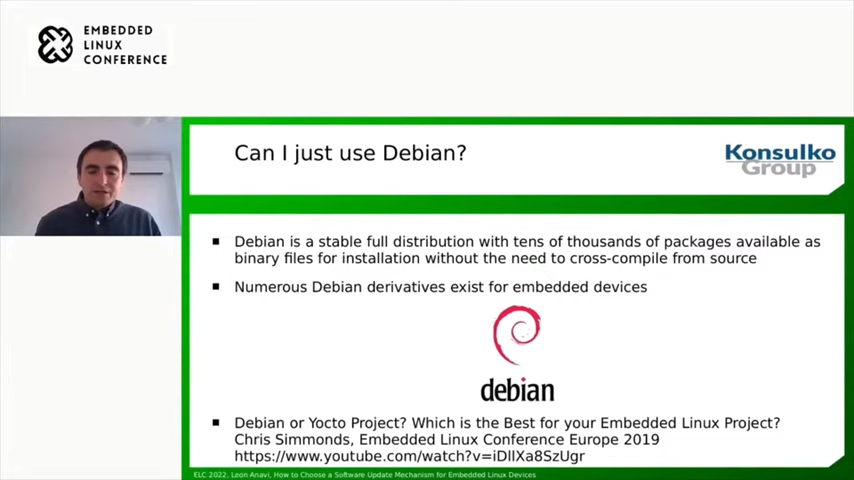 EMBEDDED
LINUX
CONFERENCE
Can I just use Debian?
Konsulko
Group
Debian is a stable full distribution with tens of thousands of packages available as
binary files for installation without the need to cross-compile from source
Numerous Debian derivatives exist for embedded devices
debian
Debian or Yocto Project? Which is the Best for your Embedded Linux Project?
Chris Simmonds, Embedded Linux Conference Europe 2019
https://www.youtube.com/watch?v=iDllXa8SzUgr
ELC 2022, Leon Anavi, How to Choose a Software Update Mechanism for Embedded Linux Devices